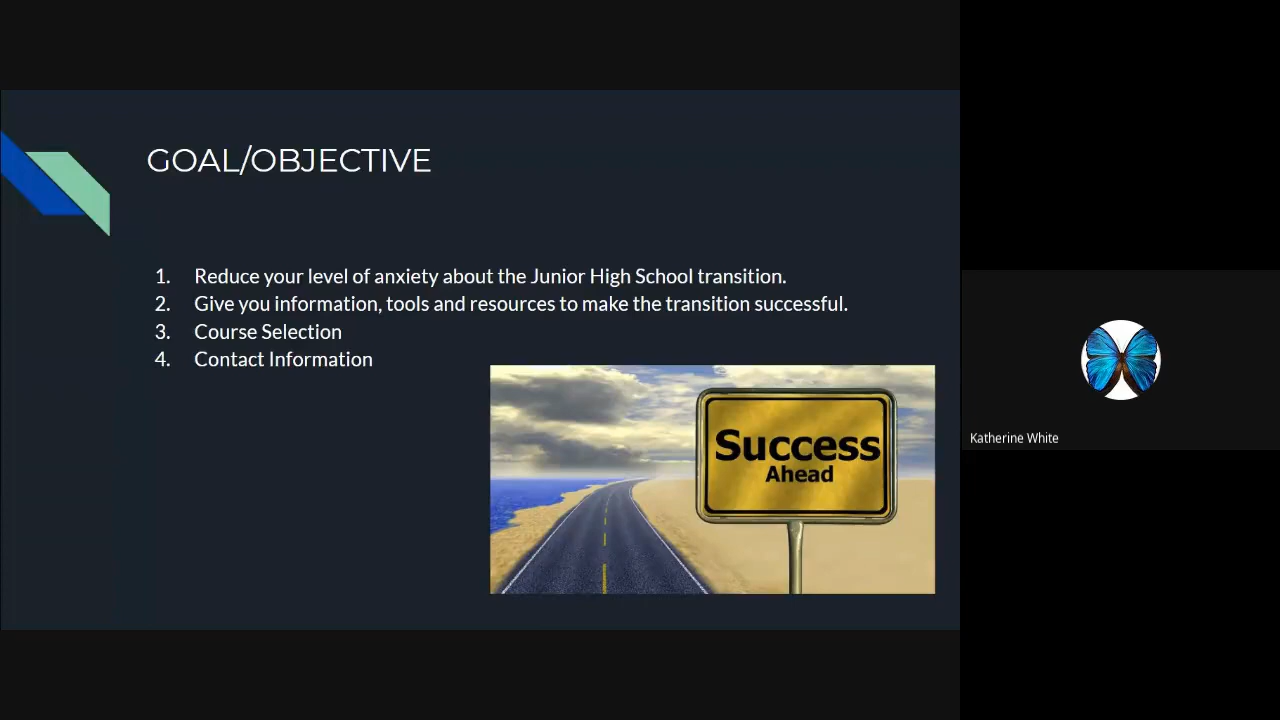 GOAL/OBJECTIVE
1. Reduce your level of anxiety about the Junior High School transition.
2. Give you information, tools and resources to make the transition successful.
3. Course Selection
4. Contact Information
Success
Ahead
Katherine White